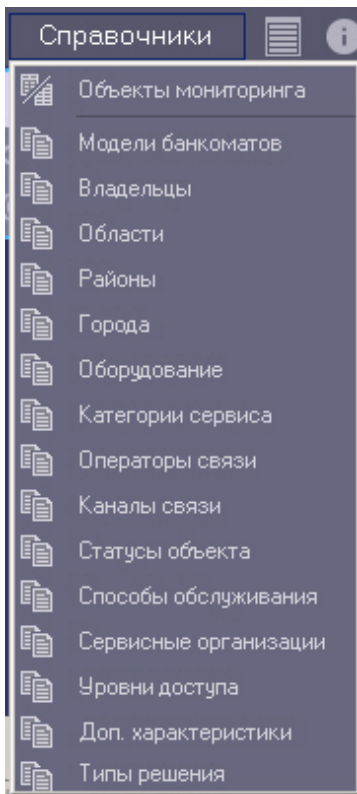 Справочники
Объекты мониторинга
Модели банкоматов
Владельцы
Области
Районы
Города
Оборудование
Категории сервиса
Операторы связи
Каналы связи
Статусы объекта
Способы обслуживания
Сервисные организации
Уровни доступа
Доп. характеристики
Типы решения